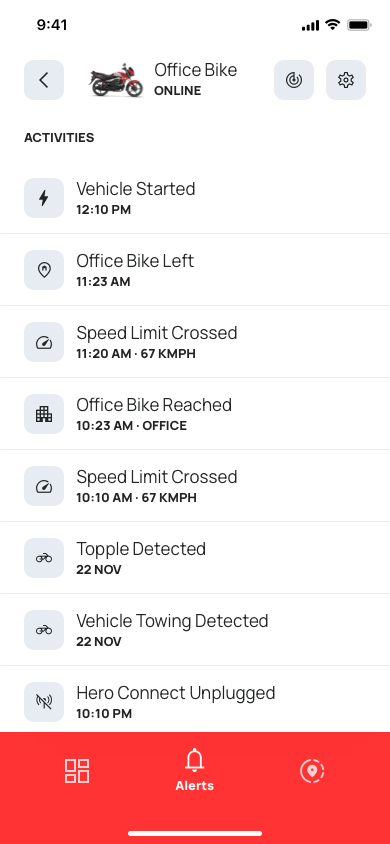 9:41
Office Bike
ONLINE
ACTIVITIES
Vehicle Started
12:10 PM
Office Bike Left
11:23 AM
Speed Limit Crossed
11:20 AM · 67 KMPH
Office Bike Reached
10:23 AM · OFFICE
Speed Limit Crossed
10:10 AM · 67 KMPH
Topple Detected
22 NOV
Vehicle Towing Detected
22 NOV
Hero Connect Unplugged
10:10 PM
Alerts